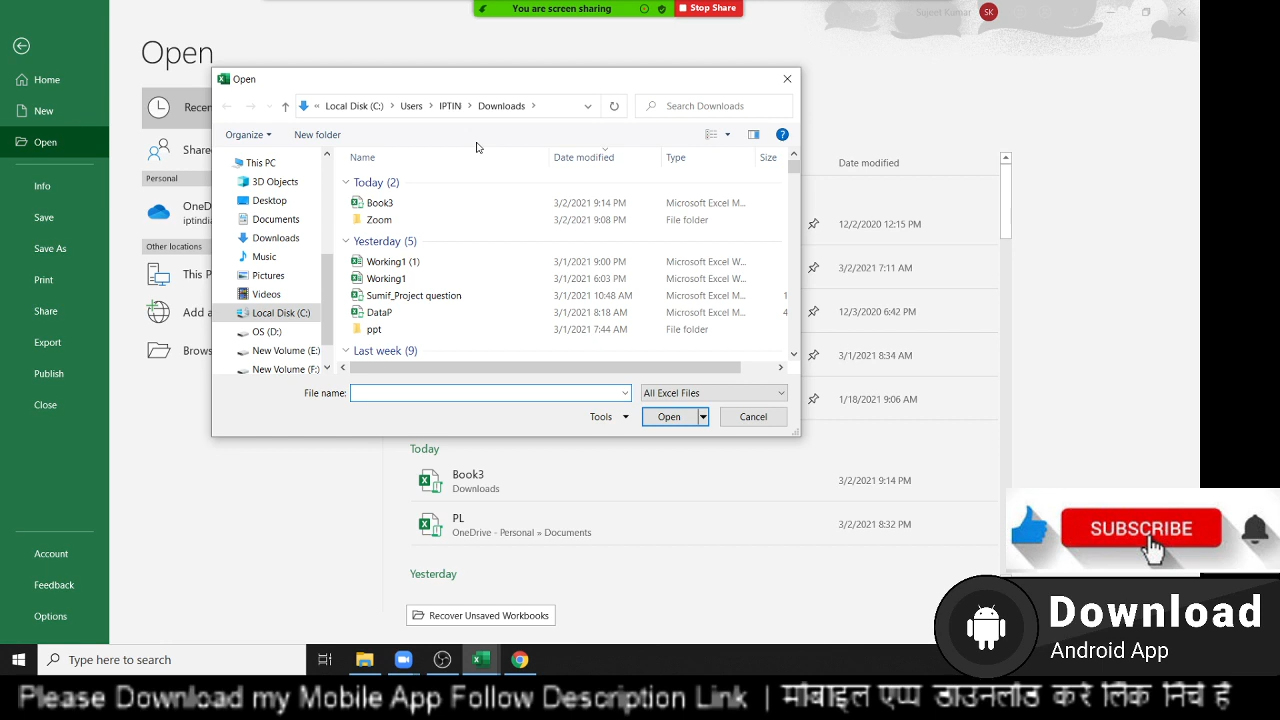 You are screen sharing
Stop Share
Sujeet Kumar
SK
Open
Home
New
Open
Info
Save
Save As
Print
Share
Export
Publish
Close
Account
Feedback
Options
Recen
Share
Personal
OneD
iptindia
Other locations
This P
Add a
Brows
Open
« Local Disk (C:) > Users > IPTIN > Downloads >
Search Downloads
Organize
New folder
This PC
3D Objects
Desktop
Documents
Downloads
Music
Pictures
Videos
Local Disk (C:)
OS (D:)
New Volume (E:)
New Volume (F:)
Name Date modified Type Size
Today (2)
Book3 3/2/2021 9:14 PM Microsoft Excel M...
Zoom 3/2/2021 9:08 PM File folder
Yesterday (5)
Working1 (1) 3/1/2021 9:00 PM Microsoft Excel W...
Working1 3/1/2021 6:03 PM Microsoft Excel W...
Sumif_Project question 3/1/2021 10:48 AM Microsoft Excel M... 1
DataP 3/1/2021 8:18 AM Microsoft Excel M... 4
ppt 3/1/2021 7:44 AM File folder
Last week (9)
File name:
All Excel Files
Tools
Open
Cancel
Date modified
12/2/2020 12:15 PM
3/2/2021 7:11 AM
12/3/2020 6:42 PM
3/1/2021 8:34 AM
1/18/2021 9:06 AM
Today
Book3
Downloads
3/2/2021 9:14 PM
PL
OneDrive - Personal » Documents
3/2/2021 8:32 PM
Yesterday
Recover Unsaved Workbooks
SUBSCRIBE
Download
Android App
Type here to search
Please Download my Mobile App Follow Description Link | मोबाइल एप्प डाउनलोड करे लिंक निचे है